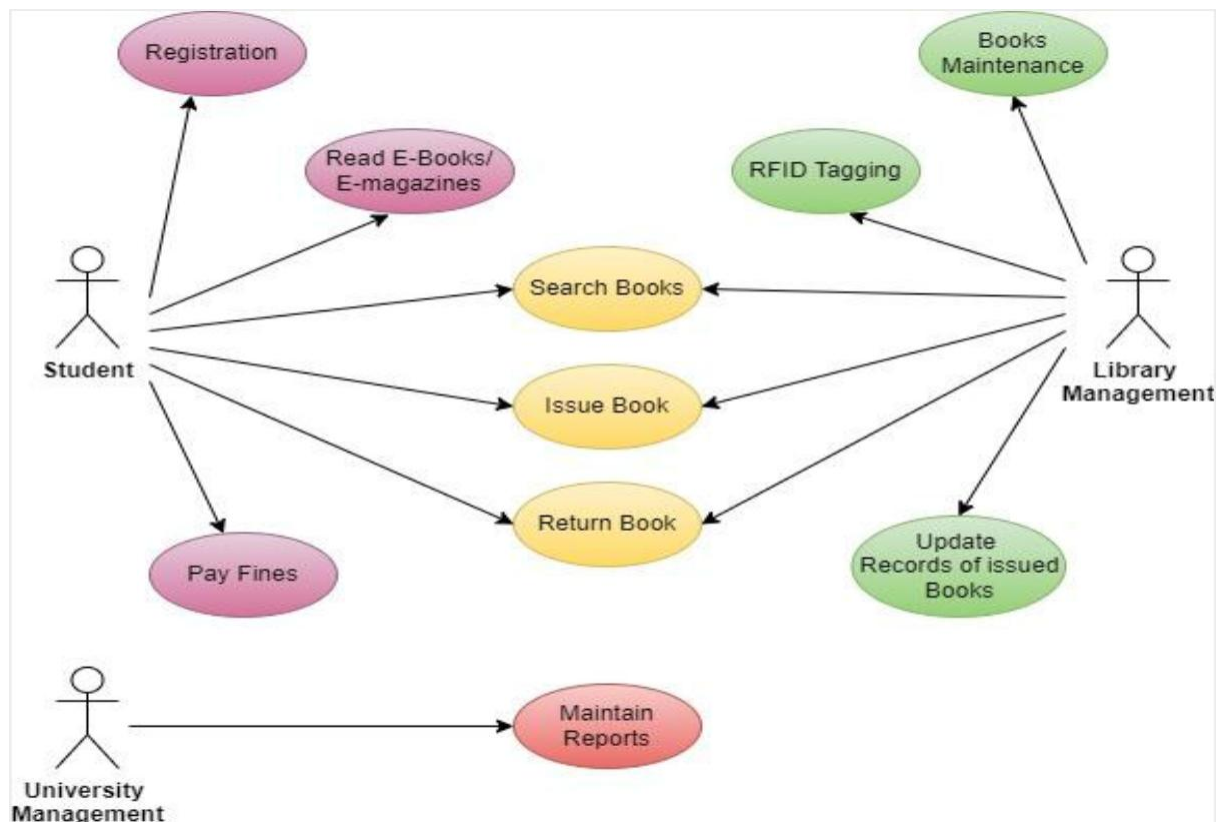 Registration
Books
Maintenance
Read E-Books/
E-magazines
RFID Tagging
Search Books
Student
Library
Management
Issue Book
Return Book
Pay Fines
Update
Records of issued
Books
Maintain
Reports
University
Management